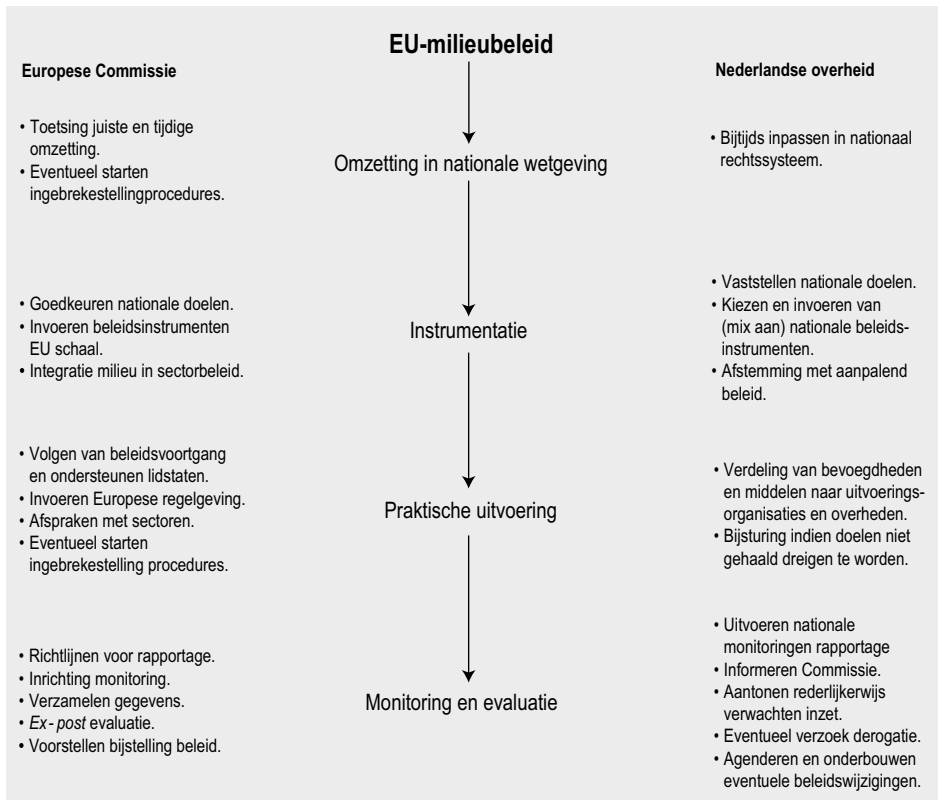 EU-milieubeleid
Europese Commissie
Nederlandse overheid
• Toetsing juiste en tijdige
omzetting.
• Eventueel starten
ingebrekestellingprocedures.
Omzetting in nationale wetgeving
• Bijtijds inpassen in nationaal
rechtssysteem.
• Goedkeuren nationale doelen.
• Invoeren beleidsinstrumenten
EU schaal.
• Integratie milieu in sectorbeleid.
Instrumentatie
• Vaststellen nationale doelen.
• Kiezen en invoeren van
(mix aan) nationale beleids-
instrumenten.
• Afstemming met aanpalend
beleid.
• Volgen van beleidsvoortgang
en ondersteunen lidstaten.
• Invoeren Europese regelgeving.
• Afspraken met sectoren.
• Eventueel starten
ingebrekestelling procedures.
Praktische uitvoering
• Verdeling van bevoegdheden
en middelen naar uitvoerings-
organisaties en overheden.
• Bijsturing indien doelen niet
gehaald dreigen te worden.
• Richtlijnen voor rapportage.
• Inrichting monitoring.
• Verzamelen gegevens.
• Ex-post evaluatie.
• Voorstellen bijstelling beleid.
Monitoring en evaluatie
• Uitvoeren nationale
monitoringen rapportage
• Informeren Commissie.
• Aantonen rederlijkerwijs
verwachten inzet.
• Eventueel verzoek derogatie.
• Agenderen en onderbouwen
eventuele beleidswijzigingen.